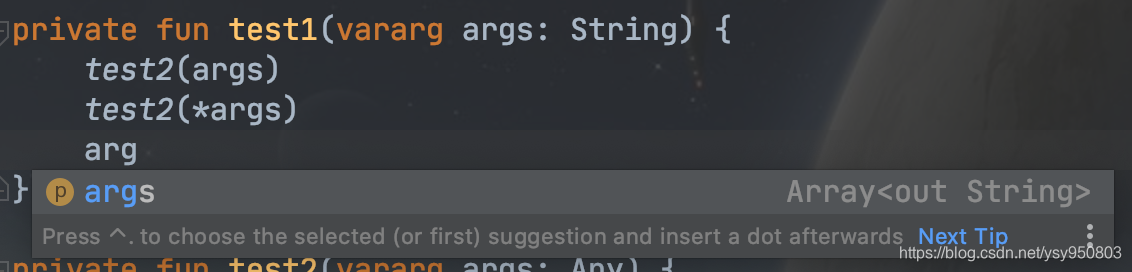 private fun test1(vararg args: String) {
test2(args)
test2(*args)
arg
}
p args Array<out String>
Press ^. to choose the selected (or first) suggestion and insert a dot afterwards Next Tip
https://blog.csdn.net/ysy950803
private fun test2(vararg args: Any) {